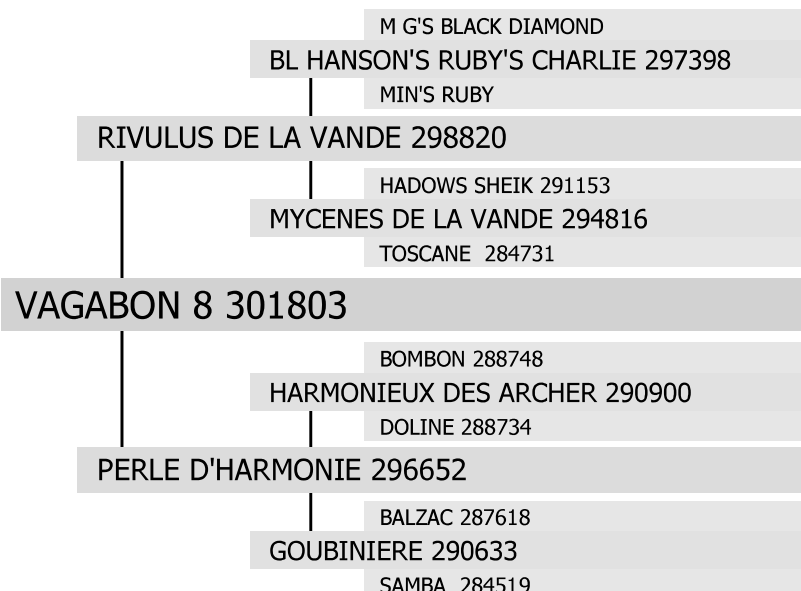 M G'S BLACK DIAMOND
BL HANSON'S RUBY'S CHARLIE 297398
MIN'S RUBY
RIVULUS DE LA VANDE 298820
HADOWS SHEIK 291153
MYCENES DE LA VANDE 294816
TOSCANE  284731
VAGABON 8 301803
BOMBON 288748
HARMONIEUX DES ARCHER 290900
DOLINE 288734
PERLE D'HARMONIE 296652
BALZAC 287618
GOUBINIERE 290633
SAMBA  284519